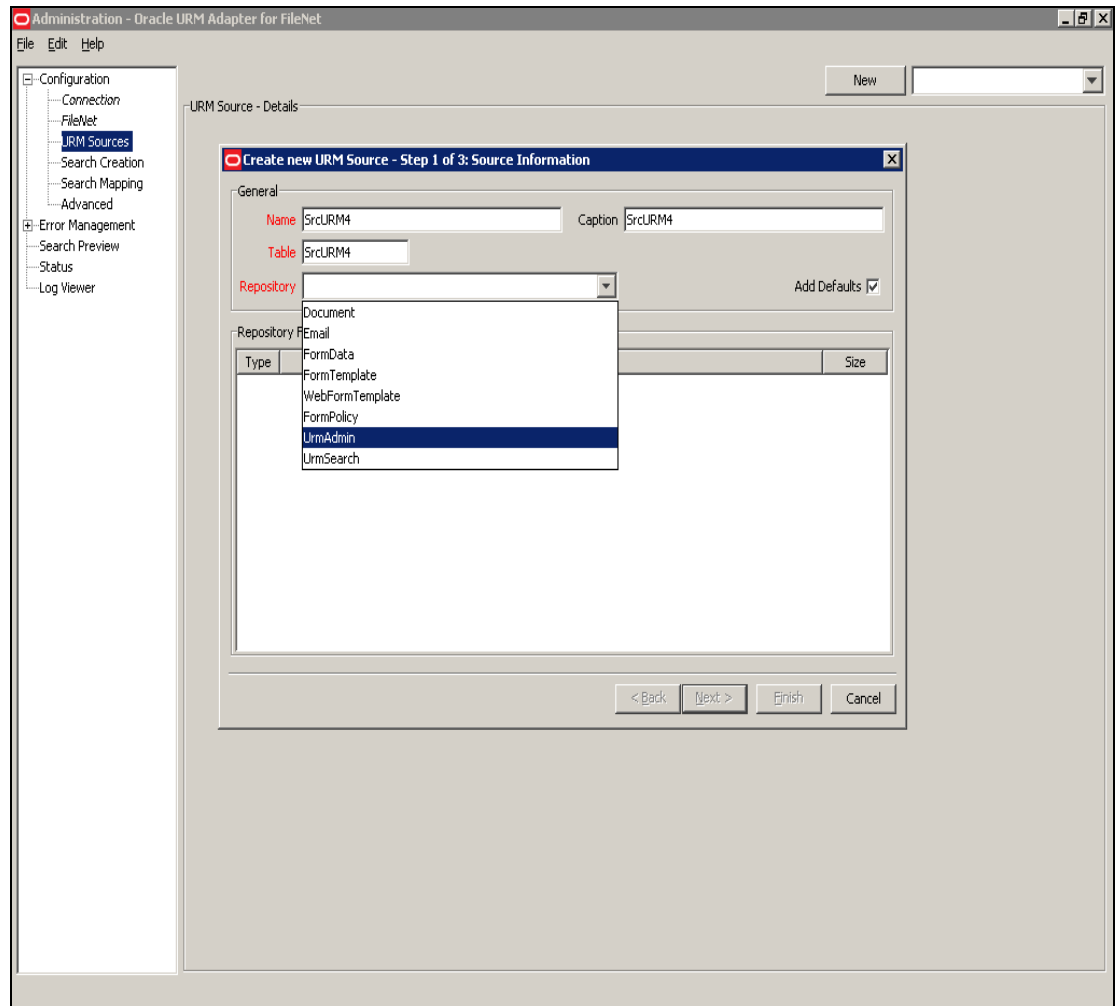 Administration - Oracle URM Adapter for FileNet
File Edit Help
Configuration
Connection
FileNet
URM Sources
Search Creation
Search Mapping
Advanced
Error Management
Search Preview
Status
Log Viewer
New
URM Source - Details
Create new URM Source - Step 1 of 3: Source Information
General
Name SrcURM4 Caption SrcURM4
Table SrcURM4
Repository Add Defaults
Document
Email
FormData
FormTemplate
WebFormTemplate
FormPolicy
UrmAdmin
UrmSearch
Repository F
Type Size
< Back Next > Finish Cancel